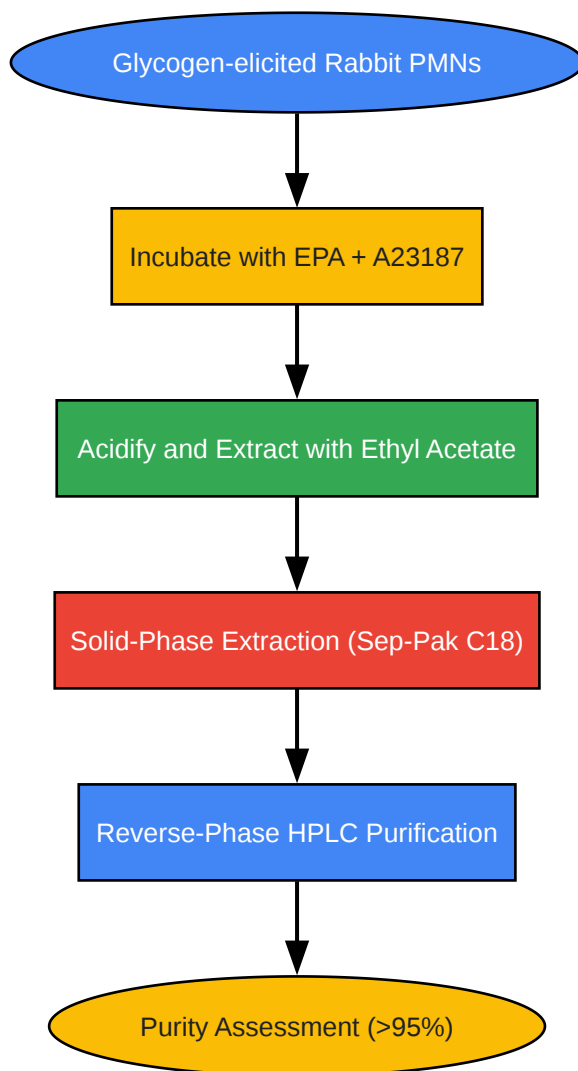 Glycogen-elicited Rabbit PMNs
Incubate with EPA + A23187
Acidify and Extract with Ethyl Acetate
Solid-Phase Extraction (Sep-Pak C18)
Reverse-Phase HPLC Purification
Purity Assessment (>95%)